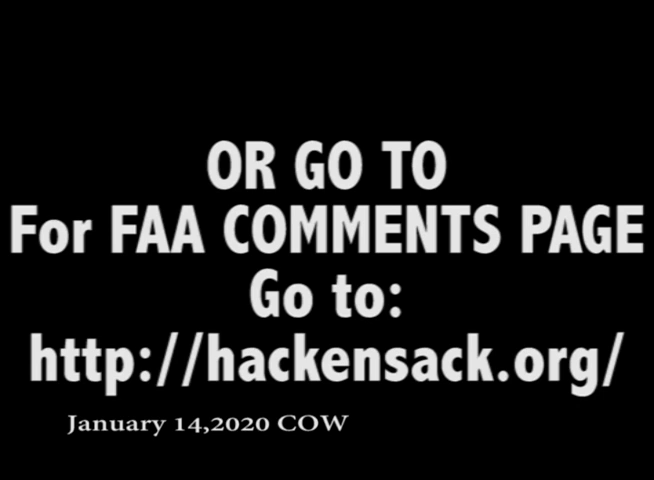 OR GO TO
For FAA COMMENTS PAGE
Go to:
http://hackensack.org/
January 14,2020 COW